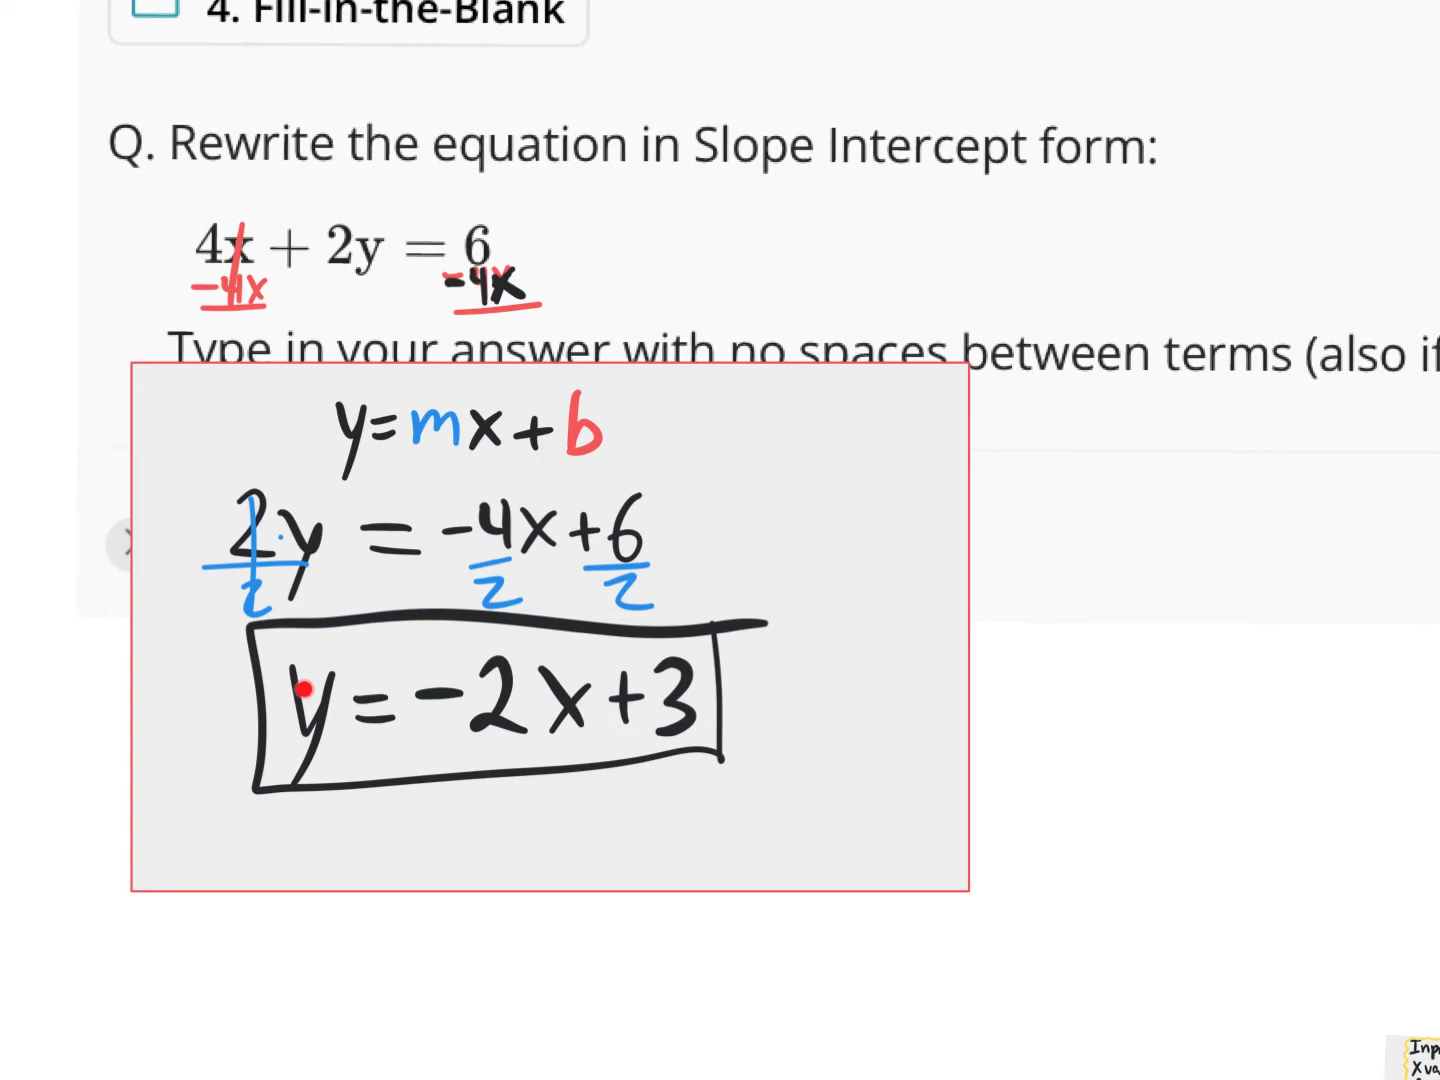 4. Fill-in-the-Blank
Q. Rewrite the equation in Slope Intercept form:
4x + 2y = 6
-4x -4x
Type in your answer with no spaces between terms (also if
y=mx+b
2y = -4x+6
2 2 2
y=-2x+3
X va